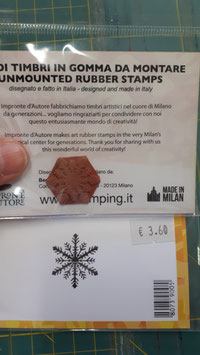 DI TIMBRI IN GOMMA DA MONTARE
UNMOUNTED RUBBER STAMPS
disegnato e fatto in Italia - designed and made in Italy
Impronte d'Autore fabbrichiamo timbri artistici nel cuore di Milano
da generazioni... vogliamo ringraziarti per condividere con noi
questo entusiasmante mondo di creatività!
Impronte d'Autore makes art rubber stamps in the very Milan's
historical center for generations. Thank you for sharing with us
this wonderful world of creativity!
20123 Milano
ping.it
MADE IN
MILAN
€ 3.60